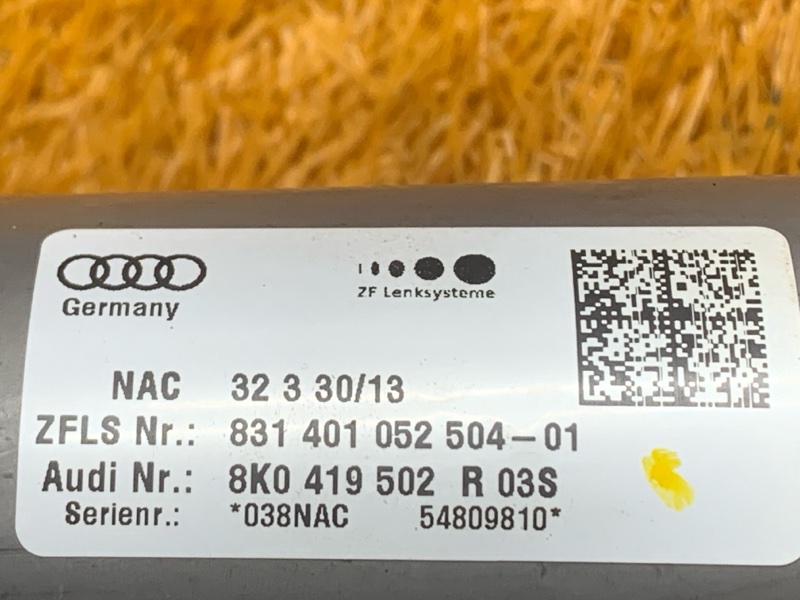 Germany
ZF Lenksysteme
NAC 32 3 30/13
ZFLS Nr.: 831 401 052 504-01
Audi Nr.: 8K0 419 502 R 03S
Serienr.: *038NAC 54809810*